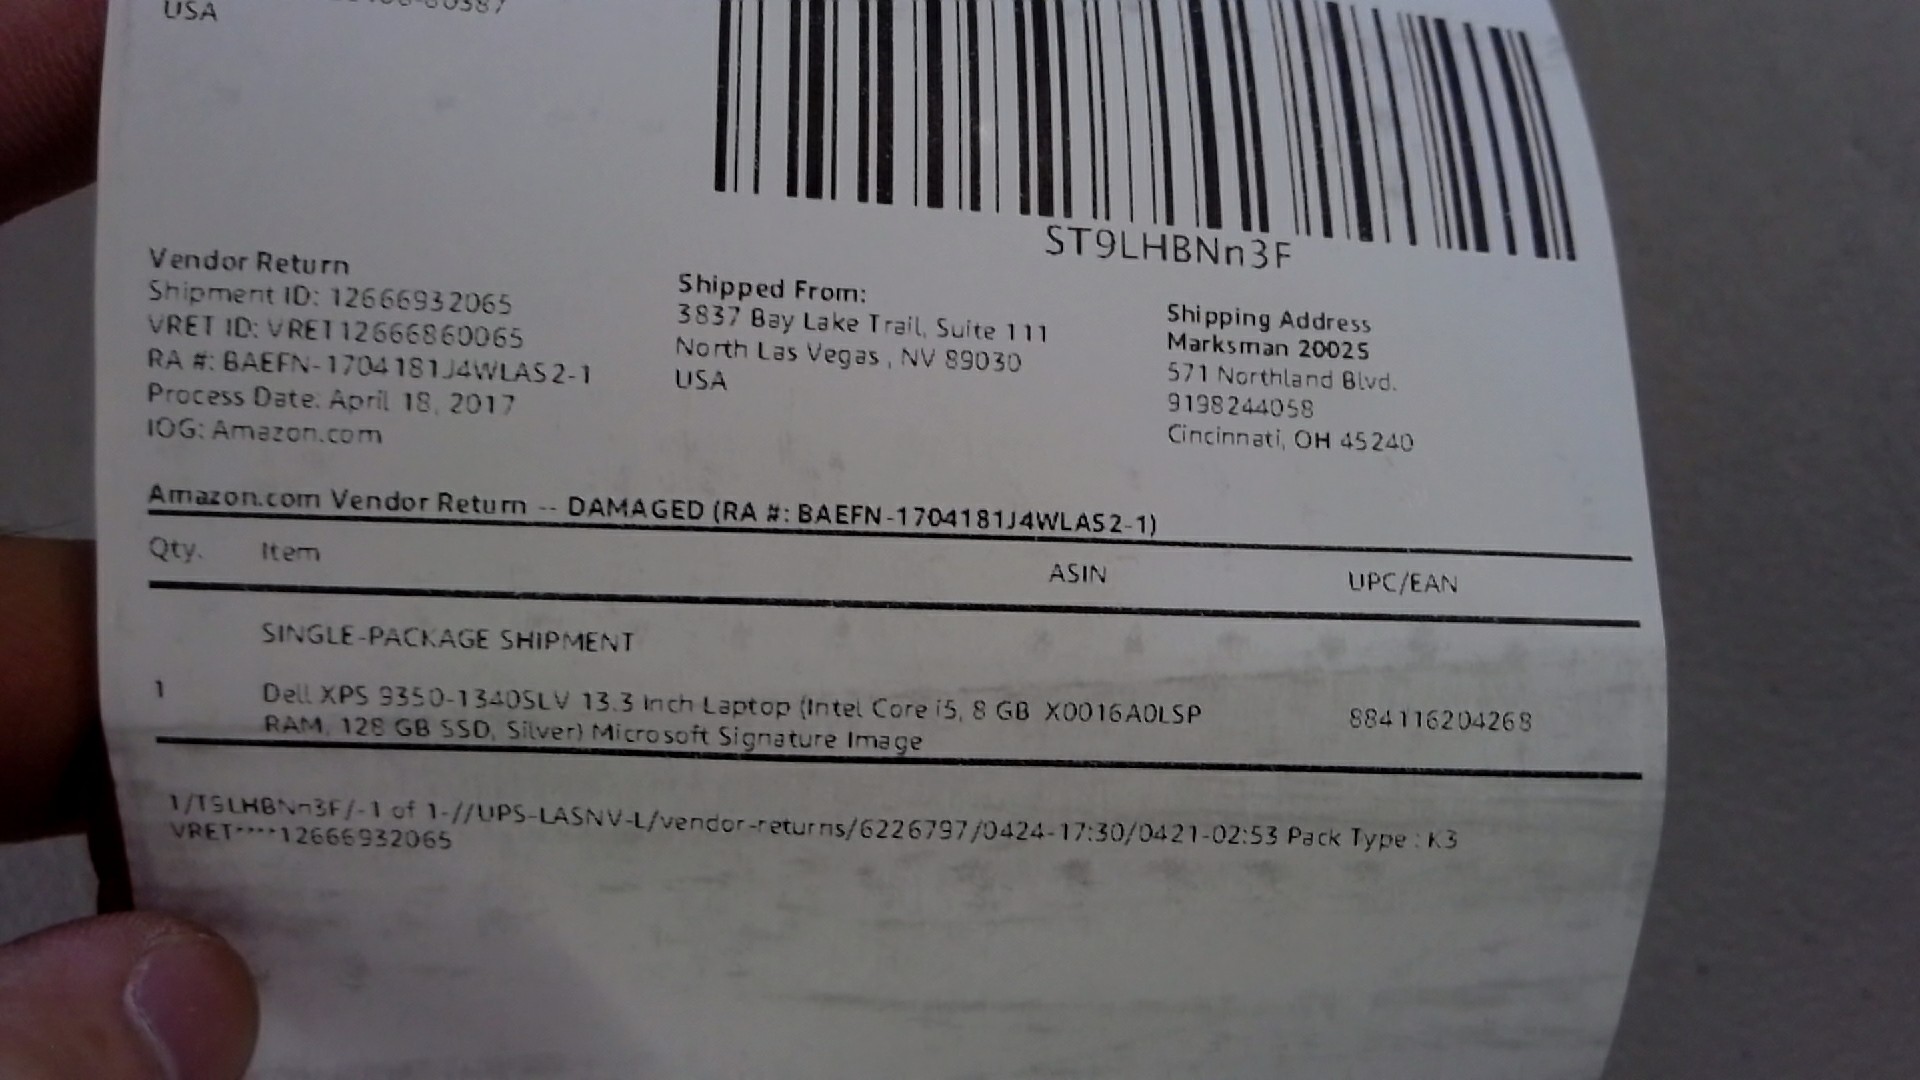 USA
ST9LHBNn3F
Vendor Return
Shipment ID: 12666932065
VRET ID: VRET12666860065
RA #: BAEFN-1704181J4WLAS2-1
Process Date: April 18, 2017
IOG: Amazon.com
Shipped From:
3837 Bay Lake Trail, Suite 111
North Las Vegas , NV 89030
USA
Shipping Address
Marksman 2002S
571 Northland Blvd.
9198244058
Cincinnati, OH 45240
Amazon.com Vendor Return -- DAMAGED (RA #: BAEFN-1704181J4WLAS2-1)
Qty. Item ASIN UPC/EAN
SINGLE-PACKAGE SHIPMENT
1 Dell XPS 9350-1340SLV 13.3 Inch Laptop (Intel Core i5, 8 GB X0016A0LSP 884116204268
RAM, 128 GB SSD, Silver) Microsoft Signature Image
1/T9LHBNn3F/-1 of 1-//UPS-LASNV-L/vendor-returns/6226797/0424-17:30/0421-02:53 Pack Type : K3
VRET****12666932065